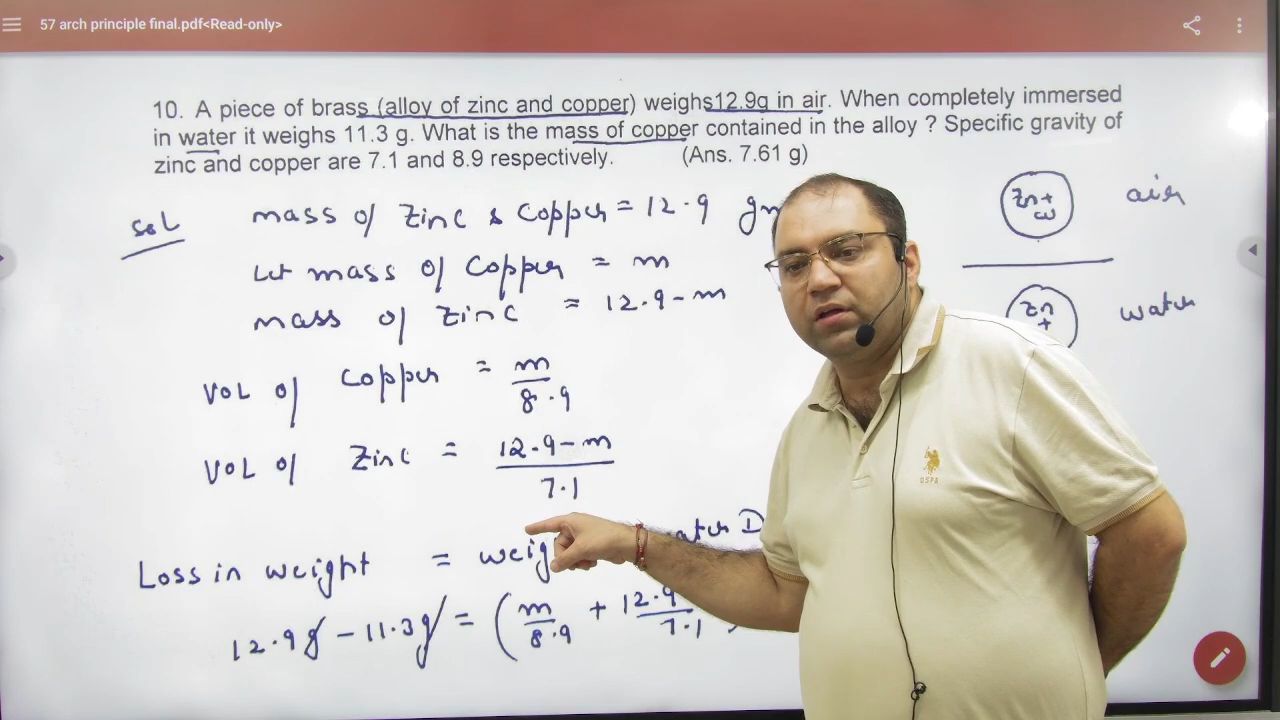 57 arch principle final.pdf<Read-only>
10. A piece of brass (alloy of zinc and copper) weighs12.9g in air. When completely immersed
in water it weighs 11.3 g. What is the mass of copper contained in the alloy ? Specific gravity of
zinc and copper are 7.1 and 8.9 respectively. (Ans. 7.61 g)
Sol mass of Zinc & Copper = 12.9 gm
Let mass of Copper = m
mass of Zinc = 12.9-m
Vol of Copper = m/8.9
Vol of Zinc = 12.9-m/7.1
Loss in weight =
12.9g - 11.3g = (m/8.9 + 12.9 /7.1
Zn+
Cu
air
Zn
+
water
USPA